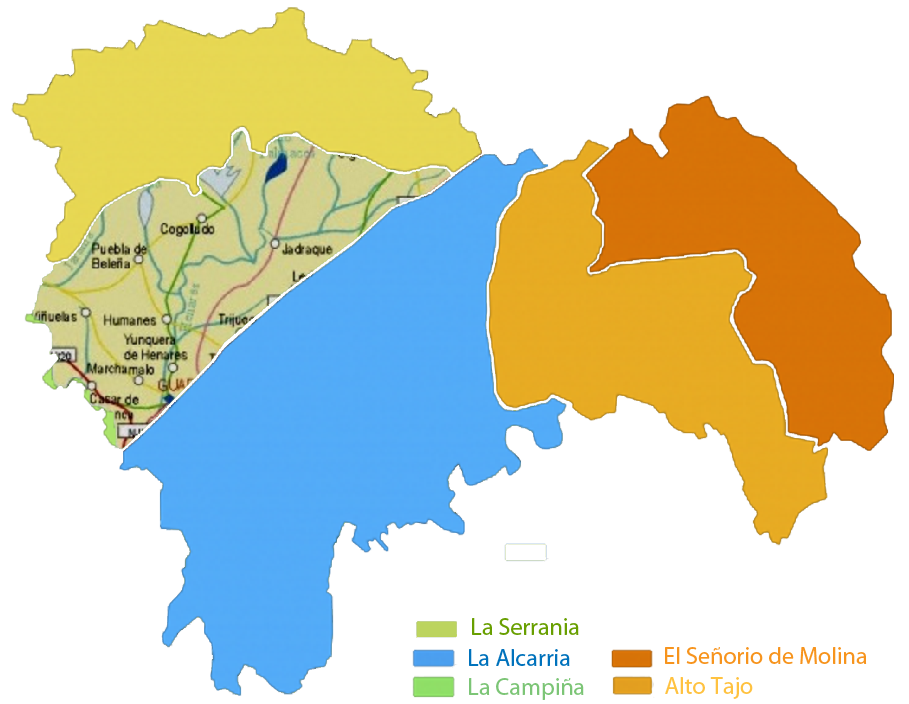 Cogolludo
Puebla de
Beleña
Jadraque
Humanes
Yunquera
de Henares
Marchamalo
Casar de
La Serrania
La Alcarria
El Señorio de Molina
La Campiña
Alto Tajo